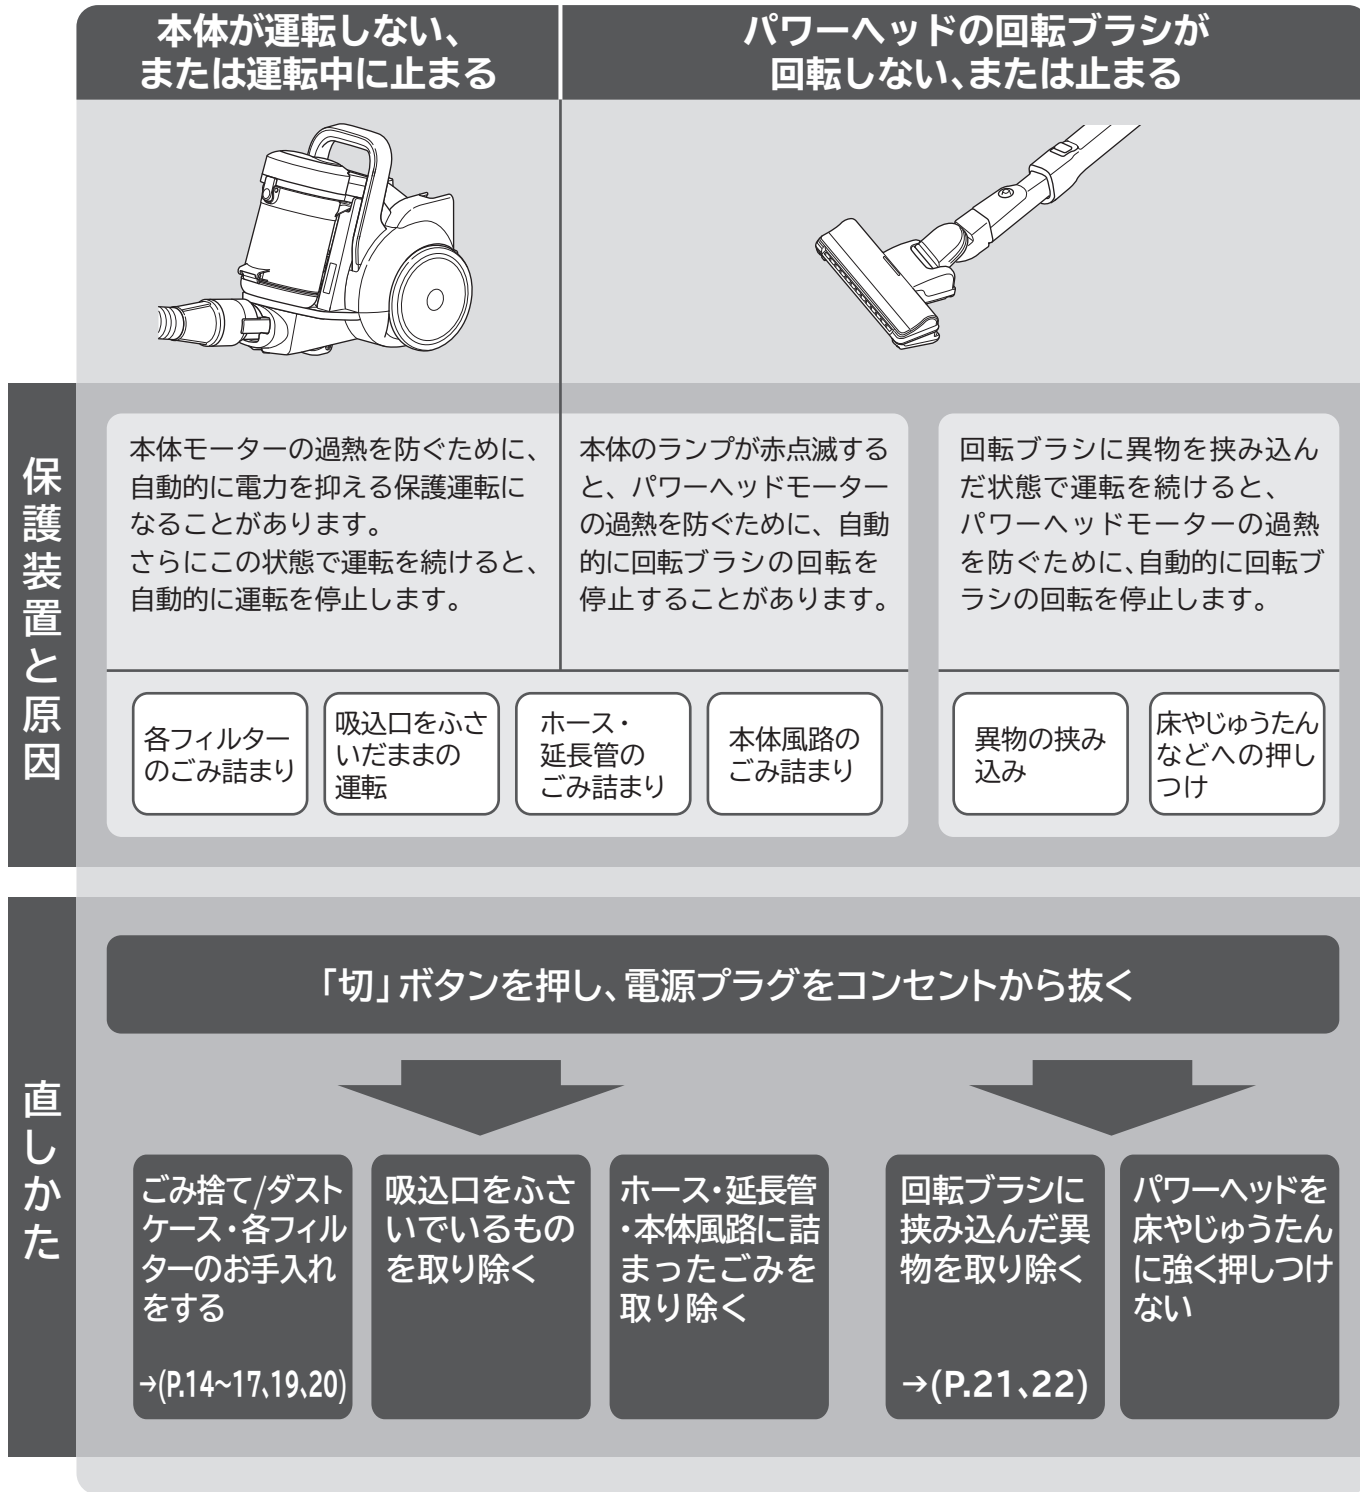 本体が運転しない、
または運転中に止まる
パワーヘッドの回転ブラシが
回転しない、または止まる
保護装置と原因
本体モーターの過熱を防ぐために、
自動的に電力を抑える保護運転に
なることがあります。
さらにこの状態で運転を続けると、
自動的に運転を停止します。
本体のランプが赤点滅する
と、パワーヘッドモーター
の過熱を防ぐために、自動
的に回転ブラシの回転を
停止することがあります。
回転ブラシに異物を挟み込ん
だ状態で運転を続けると、
パワーヘッドモーターの過熱
を防ぐために、自動的に回転ブ
ラシの回転を停止します。
各フィルター
のごみ詰まり
吸込口をふさ
いだままの
運転
ホース・
延長管の
ごみ詰まり
本体風路の
ごみ詰まり
異物の挟み
込み
床やじゅうたん
などへの押し
つけ
直しかた
「切」ボタンを押し、電源プラグをコンセントから抜く
ごみ捨て/ダスト
ケース・各フィル
ターのお手入れ
をする
→(P.14~17、19、20)
吸込口をふさ
いでいるもの
を取り除く
ホース・延長管
・本体風路に詰
まったごみを
取り除く
回転ブラシに
挟み込んだ異
物を取り除く
→(P.21、22)
パワーヘッドを
床やじゅうたん
に強く押しつけ
ない